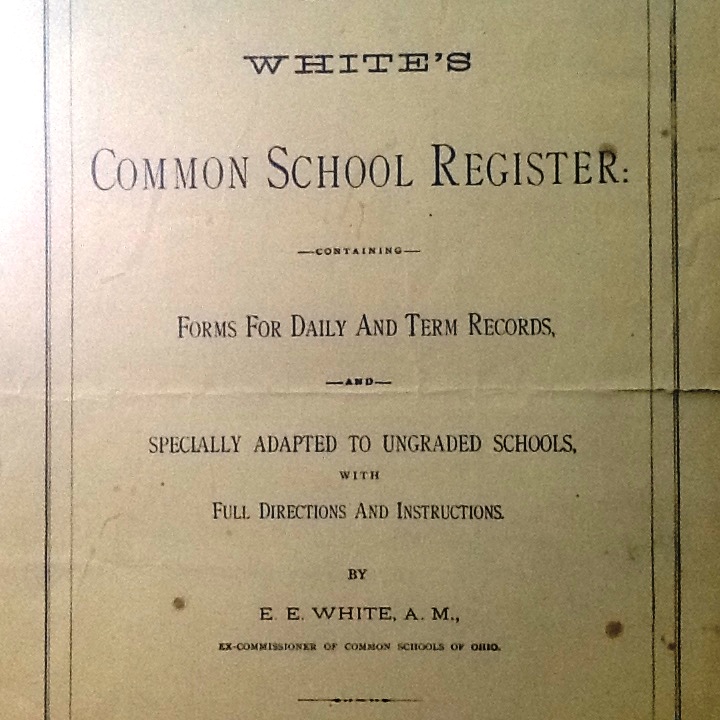 WHITE'S
COMMON SCHOOL REGISTER:
—CONTAINING—
FORMS FOR DAILY AND TERM RECORDS,
—AND—
SPECIALLY ADAPTED TO UNGRADED SCHOOLS,
WITH
FULL DIRECTIONS AND INSTRUCTIONS.
BY
E. E. WHITE, A. M.,
EX-COMMISSIONER OF COMMON SCHOOLS OF OHIO.